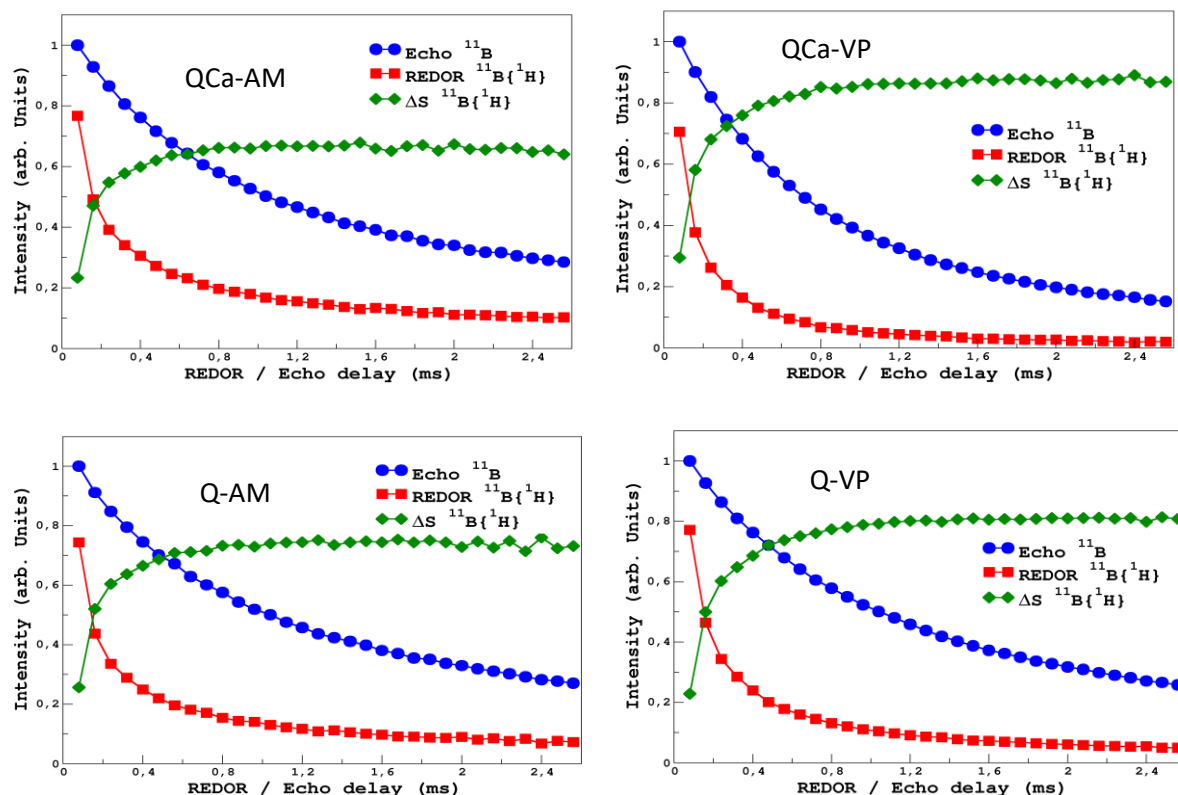 QCa-AM
Echo ¹¹B
REDOR ¹¹B{¹H}
ΔS ¹¹B{¹H}
Intensity (arb. Units)
1
0,8
0,6
0,4
0,2
0
0
0,4
0,8
1,2
1,6
2
2,4
REDOR / Echo delay (ms)
QCa-VP
Echo ¹¹B
REDOR ¹¹B{¹H}
ΔS ¹¹B{¹H}
Intensity (arb. Units)
1
0,8
0,6
0,4
0,2
0
0
0,4
0,8
1,2
1,6
2
2,4
REDOR / Echo delay (ms)
Q-AM
Echo ¹¹B
REDOR ¹¹B{¹H}
ΔS ¹¹B{¹H}
Intensity (arb. Units)
1
0,8
0,6
0,4
0,2
0
0
0,4
0,8
1,2
1,6
2
2,4
REDOR / Echo delay (ms)
Q-VP
Echo ¹¹B
REDOR ¹¹B{¹H}
ΔS ¹¹B{¹H}
Intensity (arb. Units)
1
0,8
0,6
0,4
0,2
0
0
0,4
0,8
1,2
1,6
2
2,4
REDOR / Echo delay (ms)